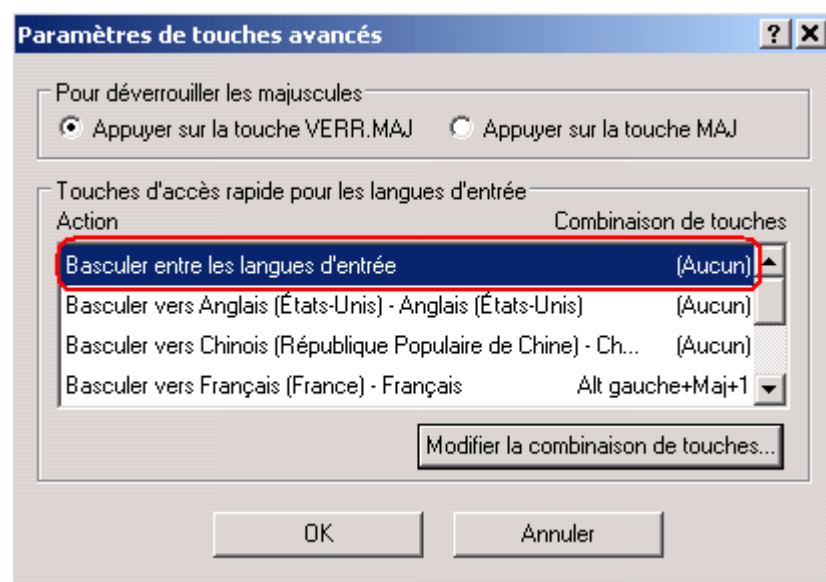 Paramètres de touches avancés
Pour déverrouiller les majuscules
Appuyer sur la touche VERR.MAJ Appuyer sur la touche MAJ
Touches d'accès rapide pour les langues d'entrée
Action Combinaison de touches
Basculer entre les langues d'entrée (Aucun)
Basculer vers Anglais (États-Unis) - Anglais (États-Unis) (Aucun)
Basculer vers Chinois (République Populaire de Chine) - Ch... (Aucun)
Basculer vers Français (France) - Français Alt gauche+Maj+1
Modifier la combinaison de touches...
OK Annuler